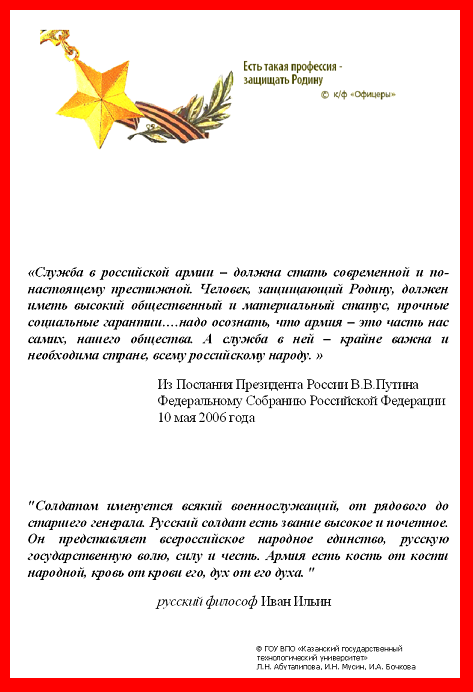 Есть такая профессия -
защищать Родину
© к/ф «Офицеры»
«Служба в российской армии – должна стать современной и по-
настоящему престижной. Человек, защищающий Родину, должен
иметь высокий общественный и материальный статус, прочные
социальные гарантии….надо осознать, что армия – это часть нас
самих, нашего общества. А служба в ней – крайне важна и
необходима стране, всему российскому народу. »
Из Послания Президента России В.В.Путина
Федеральному Собранию Российской Федерации
10 мая 2006 года
"Солдатом именуется всякий военнослужащий, от рядового до
старшего генерала. Русский солдат есть звание высокое и почетное.
Он представляет всероссийское народное единство, русскую
государственную волю, силу и честь. Армия есть кость от кости
народной, кровь от крови его, дух от его духа. "
русский философ Иван Ильин
© ГОУ ВПО «Казанский государственный
технологический университет»
Л.Н. Абуталипова, И.Н. Мусин, И.А. Бочкова